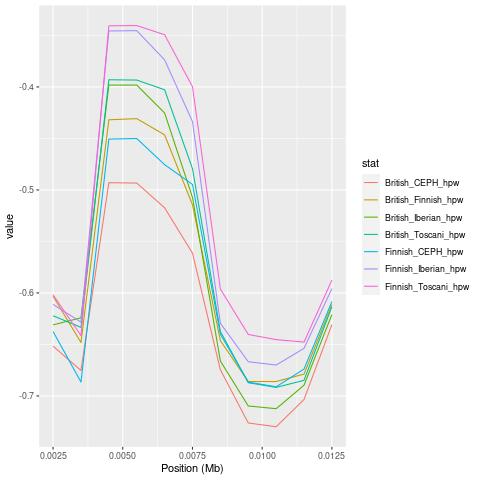 -0.4
-0.5
-0.6
-0.7
value
0.0025 0.0050 0.0075 0.0100 0.0125
Position (Mb)
stat
British_CEPH_hpw
British_Finnish_hpw
British_Iberian_hpw
British_Toscani_hpw
Finnish_CEPH_hpw
Finnish_Iberian_hpw
Finnish_Toscani_hpw